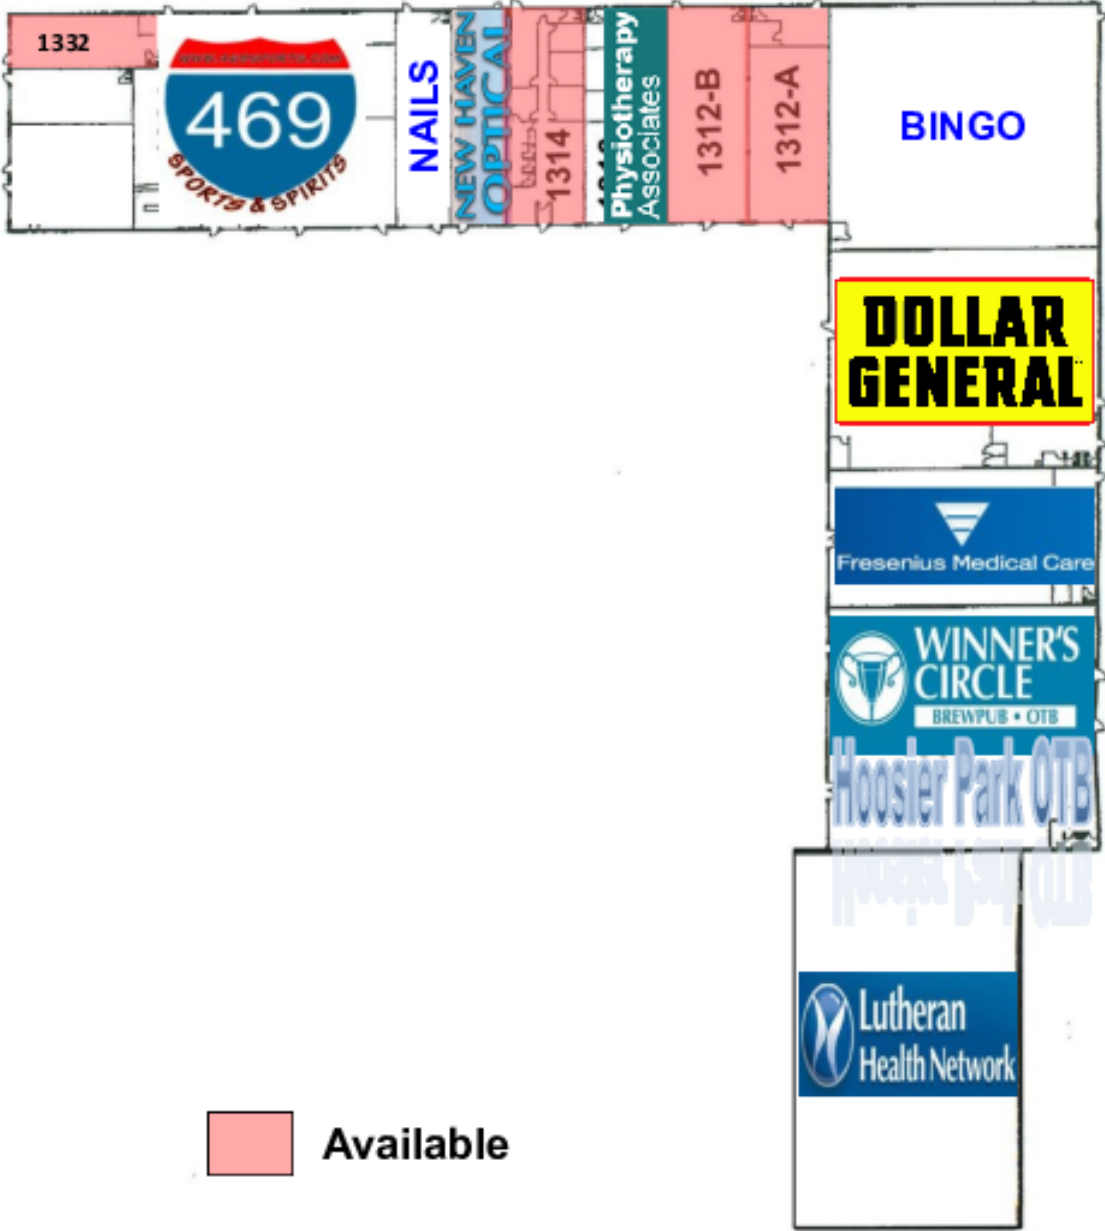 1332
469
SPORTS & SPIRITS
NAILS
NEW HAVEN
OPTICAL
1314
Physiotherapy
Associates
1312-B
1312-A
BINGO
DOLLAR
GENERAL
Fresenius Medical Care
WINNER'S
CIRCLE
BREWPUB • OTB
Hoosier Park OTB
Lutheran
Health Network
Available